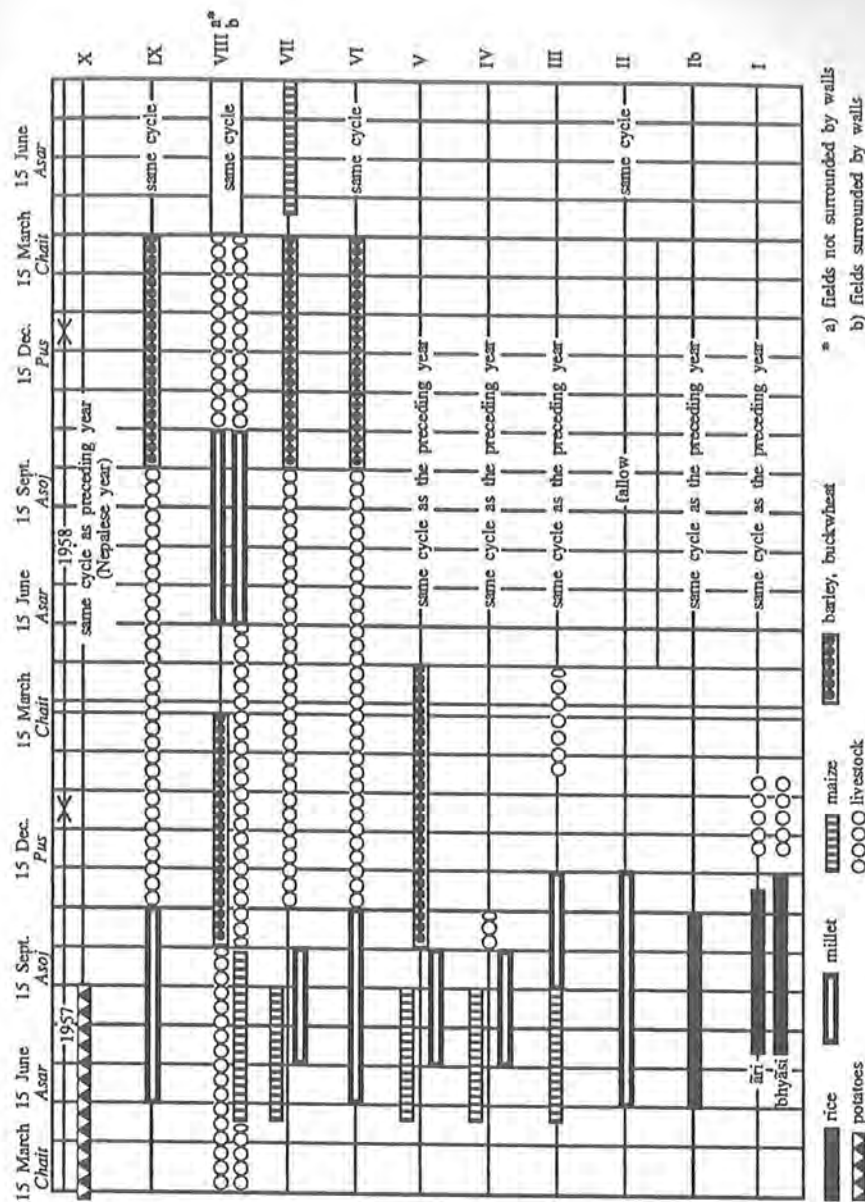 15 March 15 June 15 Sept. 15 Dec. 15 March 15 June 15 Sept. 15 Dec. 15 March 15 June
Chait Asar Asoj Pus Chait Asar Asoj Pus Chait Asar
1957 1958
same cycle as preceding year X
(Nepalese year)
same cycle IX
same cycle VIII a*
b
VII
same cycle VI
same cycle as the preceding year V
same cycle as the preceding year IV
same cycle as the preceding year III
fallow same cycle II
same cycle as the preceding year Ib
āri same cycle as the preceding year I
bhyāsi
rice millet maize barley, buckwheat
potatoes livestock
* a) fields not surrounded by walls
b) fields surrounded by walls